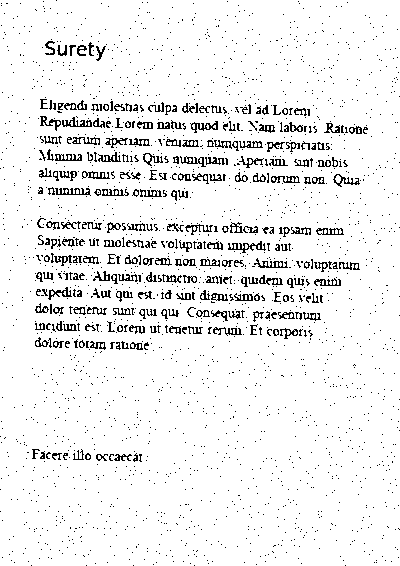 Surety
Eligendi molestias culpa delectus, vel ad Lorem
Repudiandae Lorem natus quod elit. Nam laboris. Ratione
sunt earum aperiam, veniam, numquam perspiciatis.
Minima blanditiis Quis numquam. Aperiam, sint nobis
aliquip omnis esse. Est consequat, do dolorum non. Quia
a minima omnis omnis qui.
Consectetur possimus, excepturi officia ea ipsam enim
Sapiente ut molestiae voluptatem impedit aut
voluptatem. Et dolorem non maiores. Animi, voluptatum
qui vitae. Aliquam distinctio, amet, quidem quis enim
expedita. Aut qui est, id sint dignissimos. Eos velit
dolor tenetur sunt qui qui. Consequat, praesentium
incidunt est. Lorem ut tenetur rerum. Et corporis
dolore totam ratione.
Facere illo occaecat.